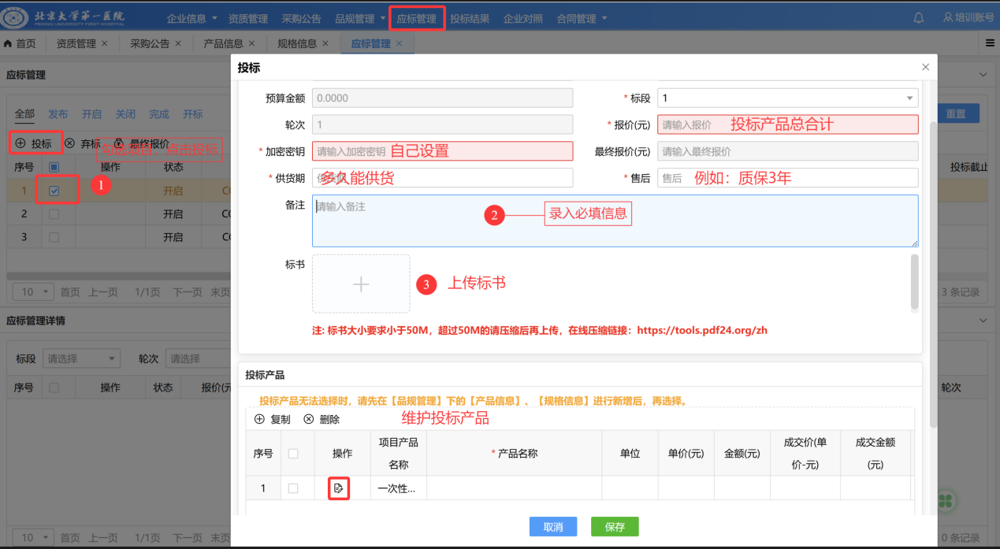 北京大学第一医院
PEKING UNIVERSITY FIRST HOSPITAL
企业信息 资质管理 采购公告 品规管理 应标管理 投标结果 企业对照 合同管理 培训账号
首页 资质管理 × 采购公告 × 产品信息 × 规格信息 × 应标管理 ×
应标管理
全部 发布 开启 关闭 完成 开标
重置
投标 弃标 最终报价
勾选项目，点击投标
序号 操作 状态 投标截止
1 开启
1
2 开启
3 开启
10 首页 上一页 1/1页 下一页 末页
3 条记录
应标管理详情
标段 请选择 轮次 请选择
序号 操作 状态 报价(元 轮次
10 首页 上一页 1/1页 下一页 末页
0 条记录
投标 ×
预算金额 0.0000 * 标段 1
轮次 1 * 报价(元) 请输入报价 投标产品总合计
* 加密密钥 请输入加密密钥 自己设置 最终报价(元) 请输入最终报价
* 供货期 多久能供货 * 售后 售后 例如：质保3年
备注 请输入备注
2 录入必填信息
标书
3 上传标书
注: 标书大小要求小于50M，超过50M的请压缩后再上传，在线压缩链接：https://tools.pdf24.org/zh
投标产品
投标产品无法选择时，请先在【品规管理】下的【产品信息】、【规格信息】进行新增后，再选择。
复制 删除 维护投标产品
序号 操作 项目产品名称 * 产品名称 单位 单价(元) 金额(元) 成交价(单价-元) 成交金额(元)
1 一次性...
取消 保存